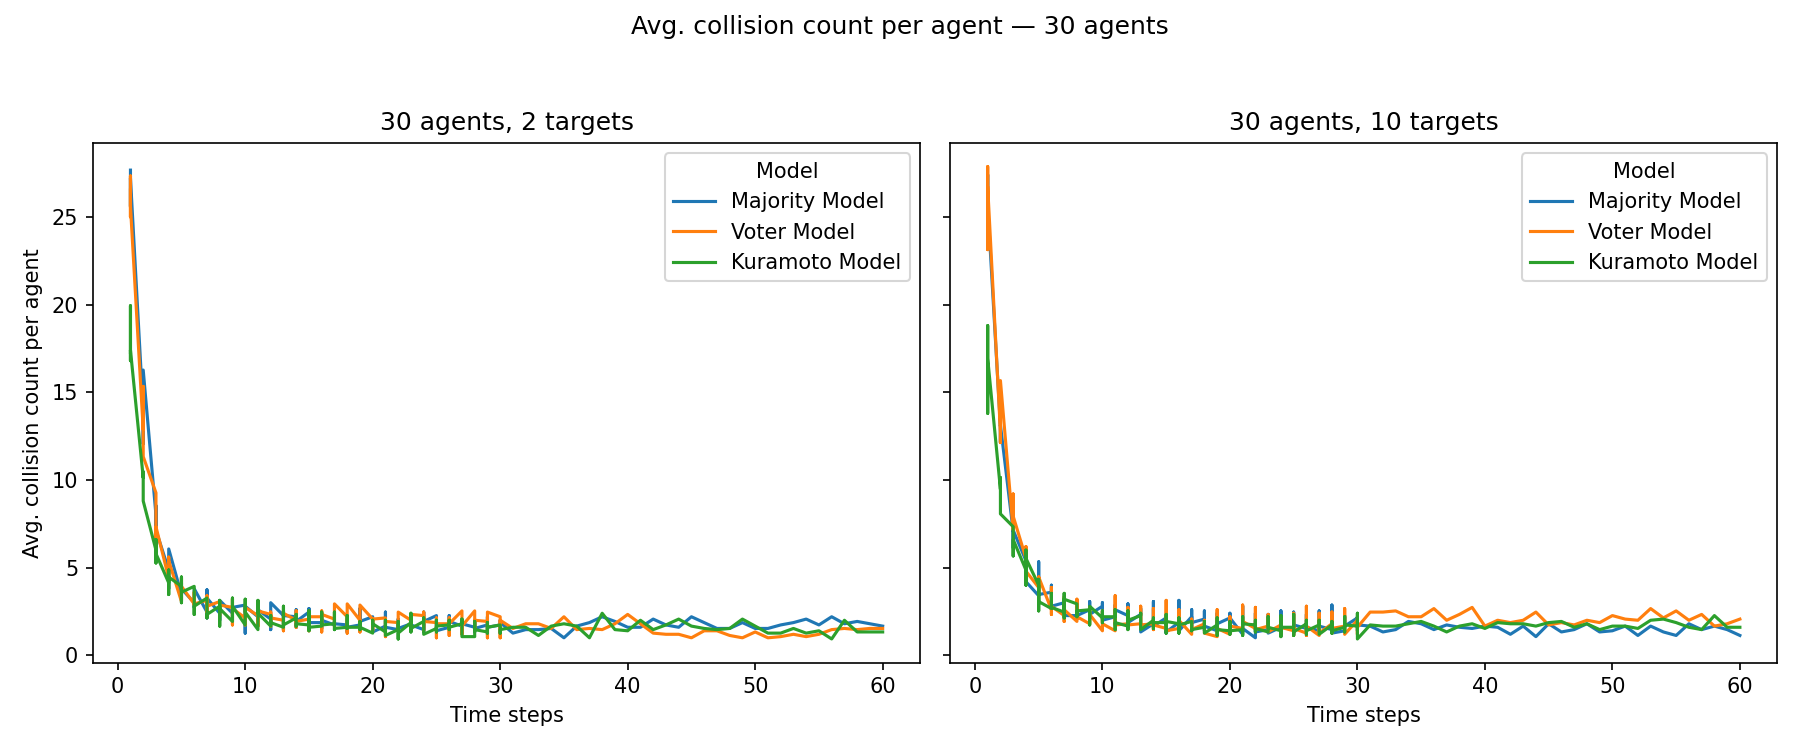 Avg. collision count per agent — 30 agents
30 agents, 2 targets
Avg. collision count per agent
25
20
15
10
5
0
Model
Majority Model
Voter Model
Kuramoto Model
0 10 20 30 40 50 60
Time steps
30 agents, 10 targets
Model
Majority Model
Voter Model
Kuramoto Model
0 10 20 30 40 50 60
Time steps